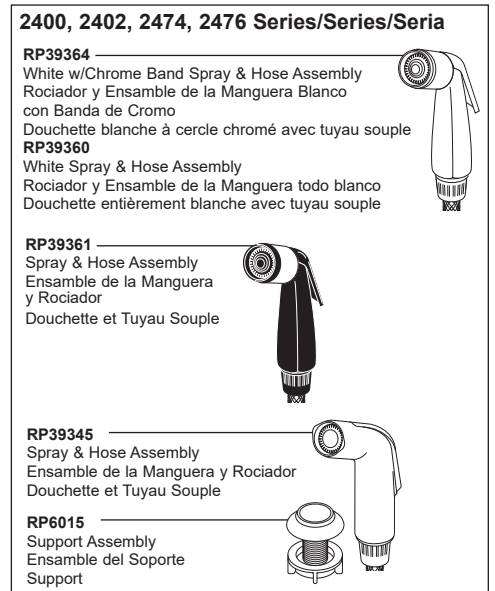 2400, 2402, 2474, 2476 Series/Series/Seria
RP39364
White w/Chrome Band Spray & Hose Assembly
Rociador y Ensamble de la Manguera Blanco
con Banda de Cromo
Douchette blanche à cercle chromé avec tuyau souple
RP39360
White Spray & Hose Assembly
Rociador y Ensamble de la Manguera todo blanco
Douchette entièrement blanche avec tuyau souple
RP39361
Spray & Hose Assembly
Ensamble de la Manguera
y Rociador
Douchette et Tuyau Souple
RP39345
Spray & Hose Assembly
Ensamble de la Manguera y Rociador
Douchette et Tuyau Souple
RP6015
Support Assembly
Ensamble del Soporte
Support